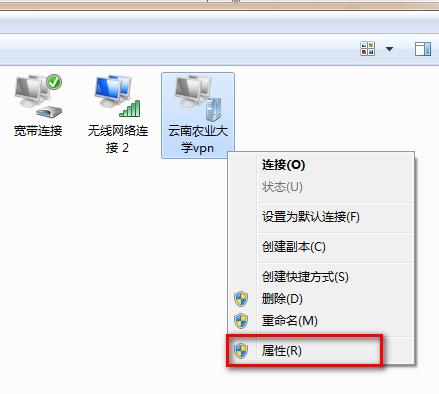 宽带连接
无线网络连
接 2
云南农业大
学vpn
连接(O)
状态(U)
设置为默认连接(F)
创建副本(C)
创建快捷方式(S)
删除(D)
重命名(M)
属性(R)